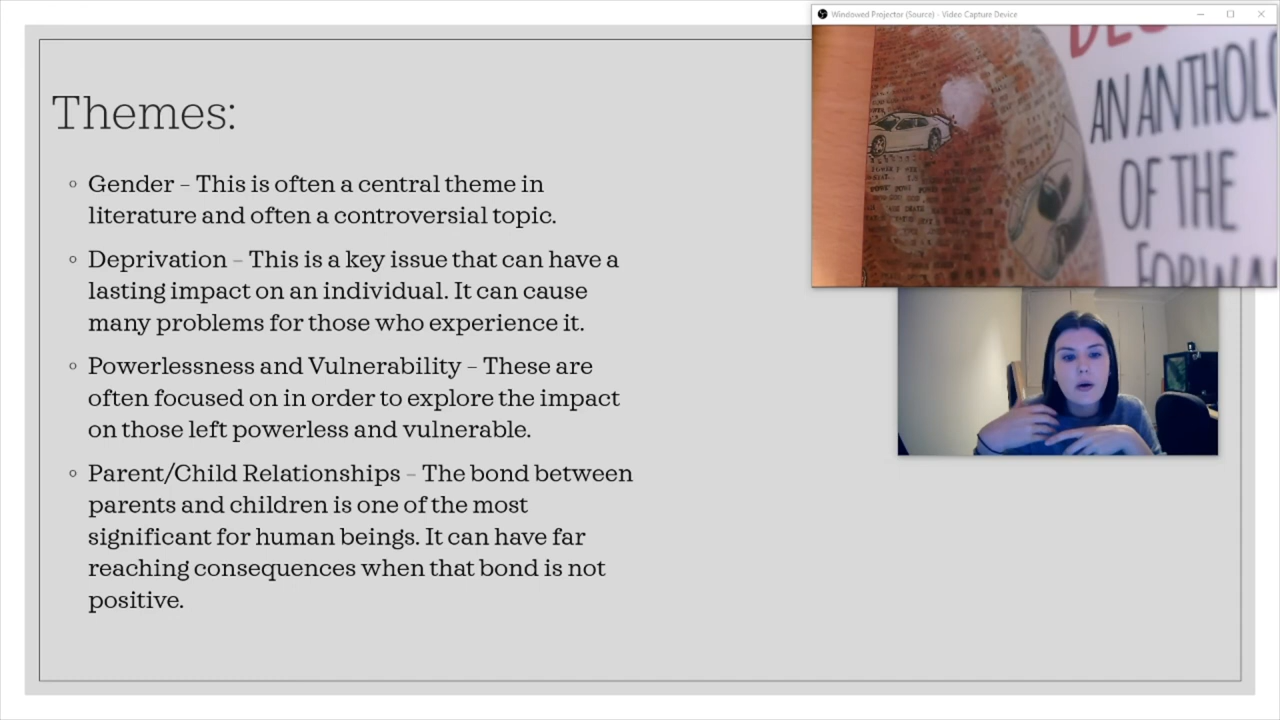 Themes:
Gender – This is often a central theme in
literature and often a controversial topic.
Deprivation – This is a key issue that can have a
lasting impact on an individual. It can cause
many problems for those who experience it.
Powerlessness and Vulnerability – These are
often focused on in order to explore the impact
on those left powerless and vulnerable.
Parent/Child Relationships – The bond between
parents and children is one of the most
significant for human beings. It can have far
reaching consequences when that bond is not
positive.
Windowed Projector (Source) - Video Capture Device
AN ANTHOLO
OF THE